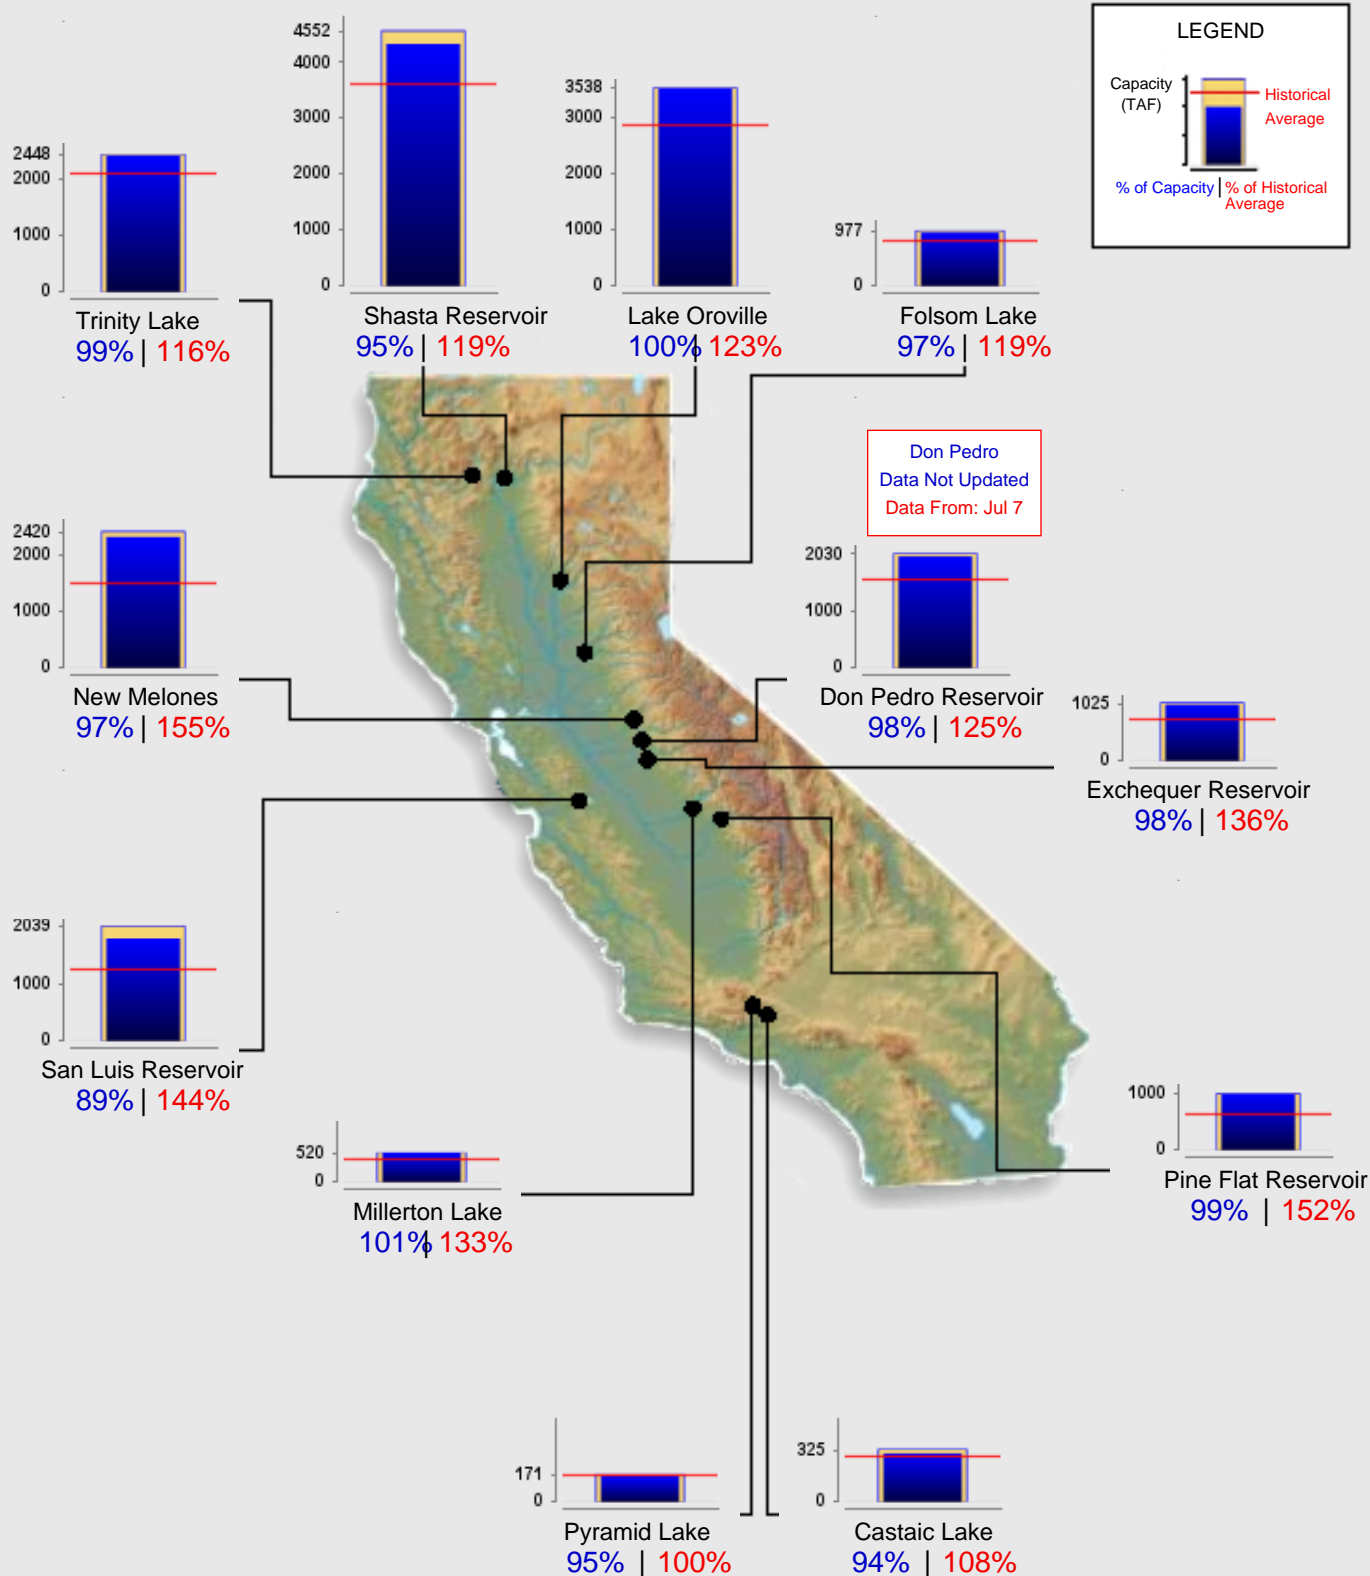 LEGEND
Capacity
(TAF)
Historical
Average
% of Capacity | % of Historical
Average
4552
4000
3000
2000
1000
0
Shasta Reservoir
95% | 119%
3538
3000
2000
1000
0
Lake Oroville
100% | 123%
2448
2000
1000
0
Trinity Lake
99% | 116%
977
0
Folsom Lake
97% | 119%
Don Pedro
Data Not Updated
Data From: Jul 7
2420
2000
1000
0
New Melones
97% | 155%
2030
1000
0
Don Pedro Reservoir
98% | 125%
1025
0
Exchequer Reservoir
98% | 136%
2039
1000
0
San Luis Reservoir
89% | 144%
520
0
Millerton Lake
101% | 133%
1000
0
Pine Flat Reservoir
99% | 152%
171
0
Pyramid Lake
95% | 100%
325
0
Castaic Lake
94% | 108%